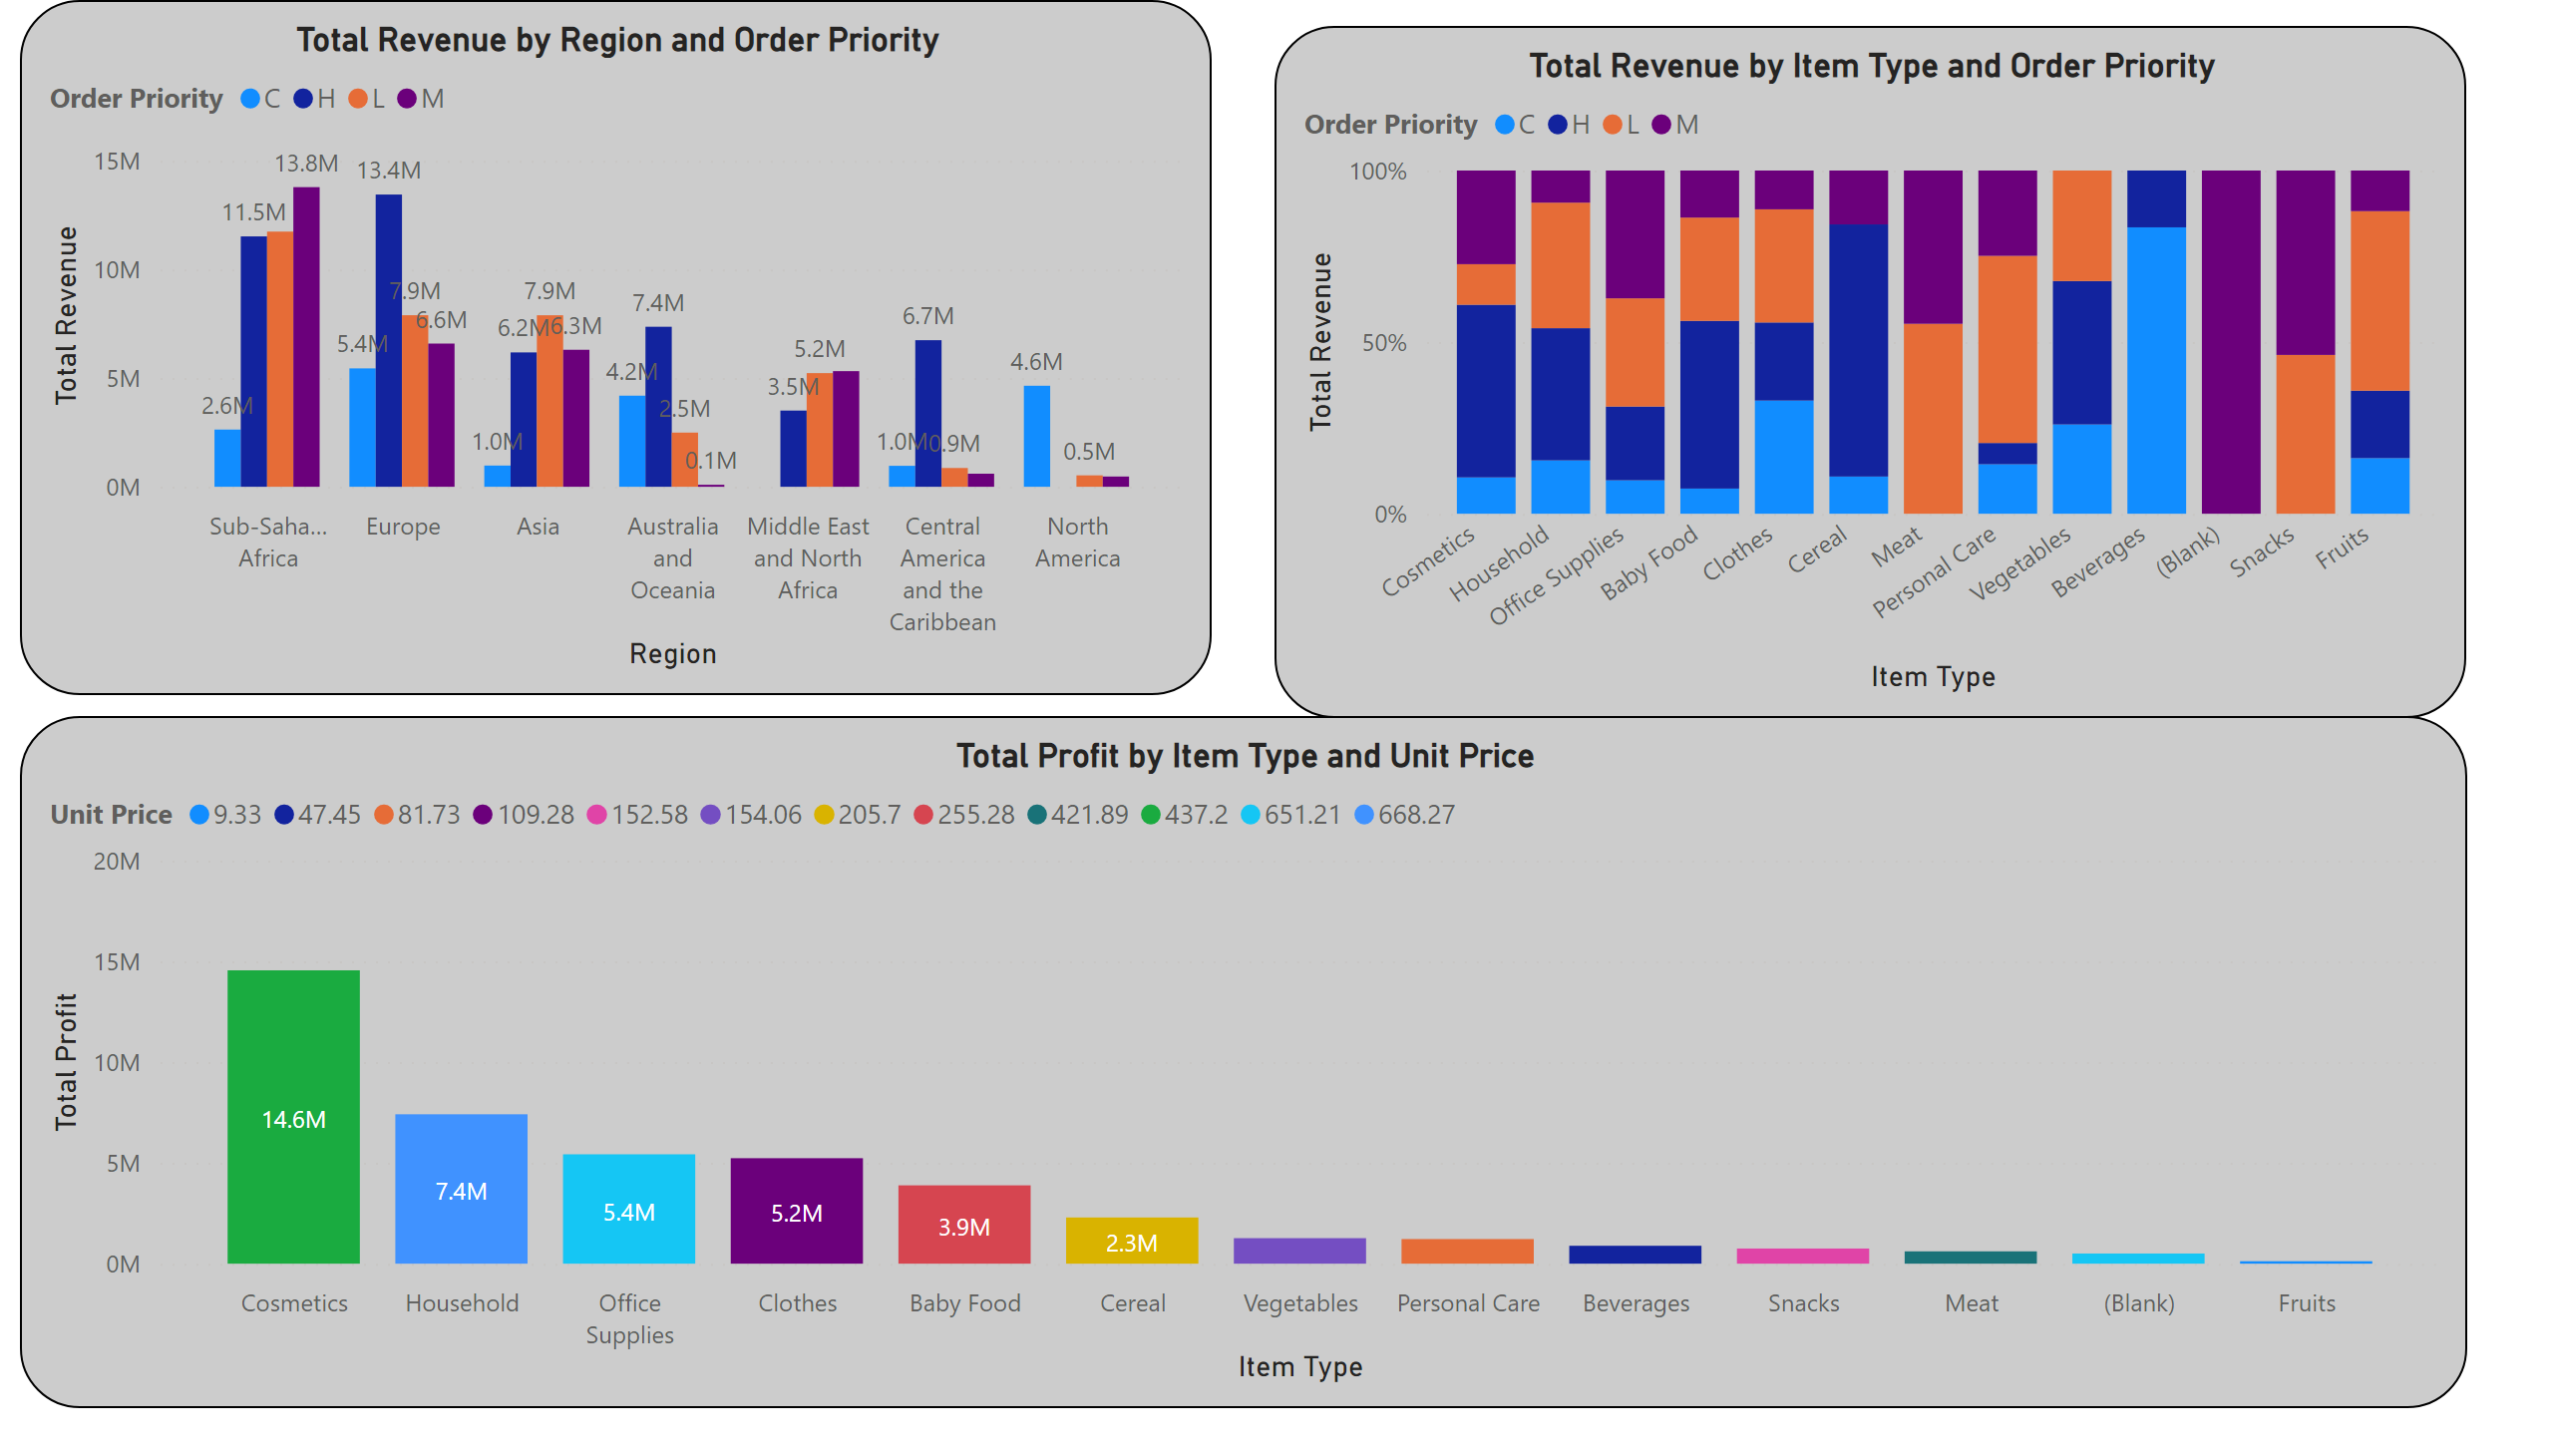 Total Revenue by Region and Order Priority
Order Priority C H L M
15M
10M
5M
0M
Total Revenue
2.6M 11.5M 13.8M
5.4M 13.4M 7.9M 6.6M
1.0M 6.2M 7.9M 6.3M
4.2M 7.4M 2.5M 0.1M
3.5M 5.2M
1.0M 6.7M 0.9M
4.6M 0.5M
Sub-Saha...
Africa
Europe
Asia
Australia
and
Oceania
Middle East
and North
Africa
Central
America
and the
Caribbean
North
America
Region
Total Revenue by Item Type and Order Priority
Order Priority C H L M
100%
50%
0%
Total Revenue
Cosmetics
Household
Office Supplies
Baby Food
Clothes
Cereal
Meat
Personal Care
Vegetables
Beverages
(Blank)
Snacks
Fruits
Item Type
Total Profit by Item Type and Unit Price
Unit Price 9.33 47.45 81.73 109.28 152.58 154.06 205.7 255.28 421.89 437.2 651.21 668.27
20M
15M
10M
5M
0M
Total Profit
14.6M
7.4M
5.4M
5.2M
3.9M
2.3M
Cosmetics
Household
Office
Supplies
Clothes
Baby Food
Cereal
Vegetables
Personal Care
Beverages
Snacks
Meat
(Blank)
Fruits
Item Type